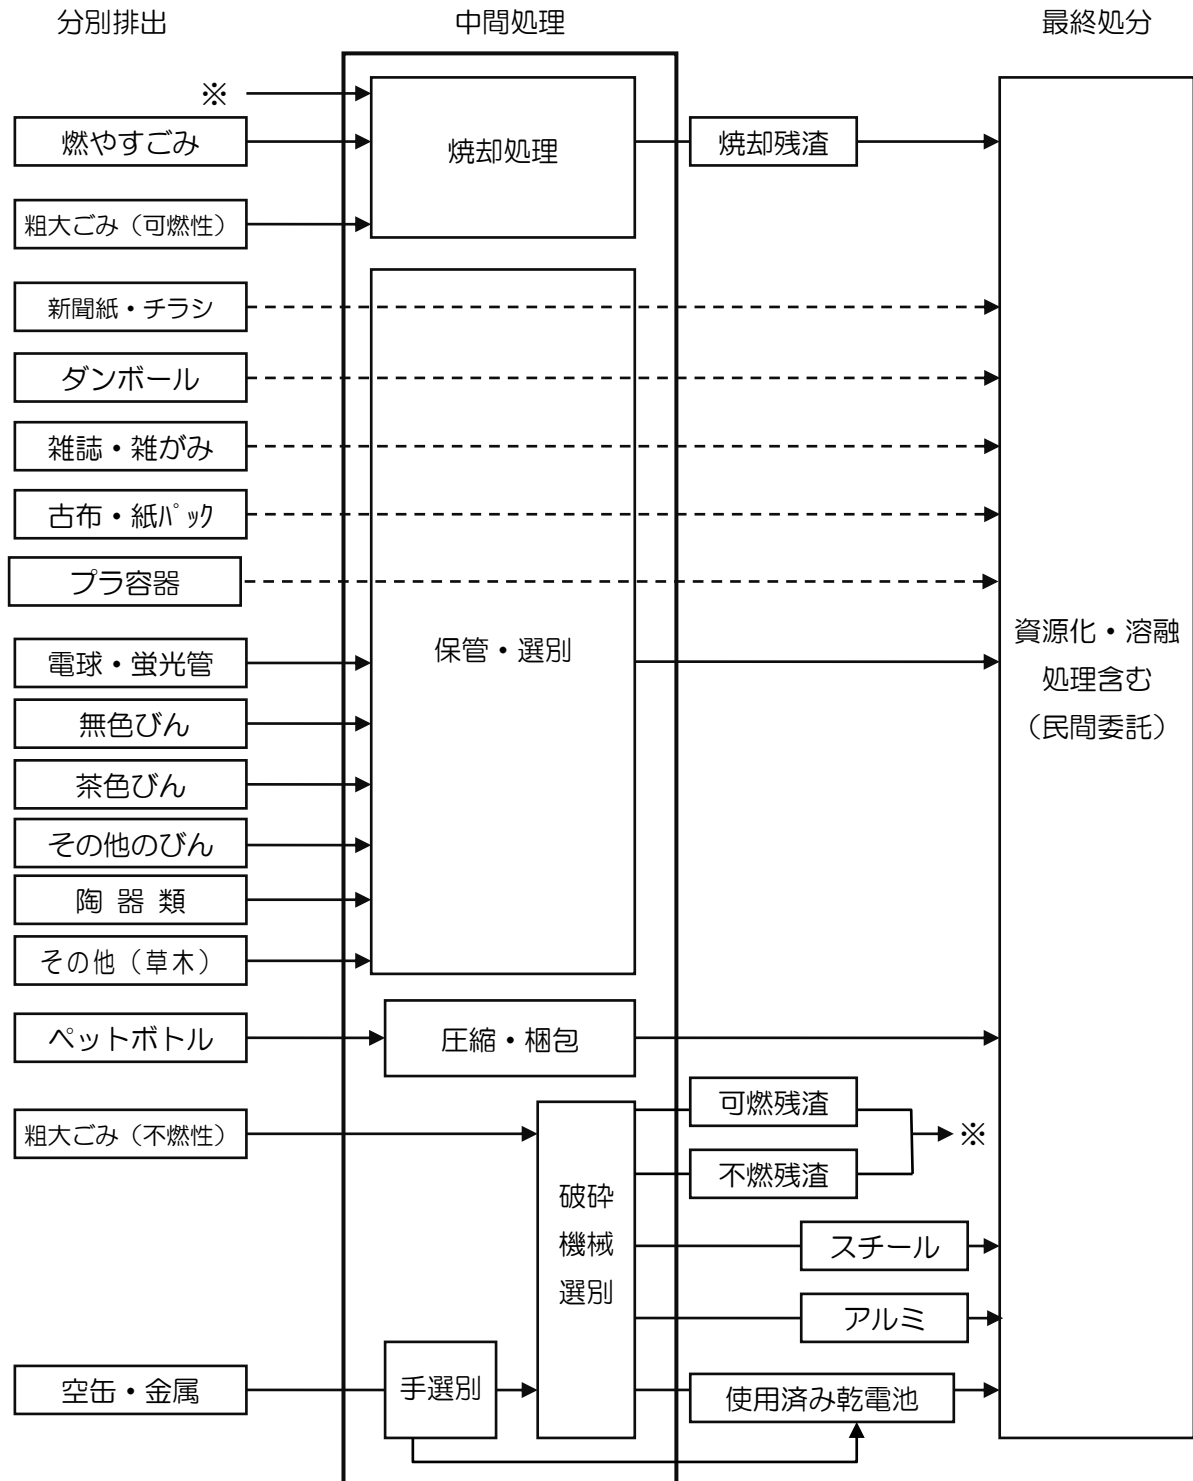 分別排出
中間処理
最終処分
※
燃やすごみ
焼却処理
焼却残渣
粗大ごみ（可燃性）
新聞紙・チラシ
ダンボール
雑誌・雑がみ
古布・紙ﾊﾟｯｸ
プラ容器
電球・蛍光管
保管・選別
資源化・溶融
処理含む
（民間委託）
無色びん
茶色びん
その他のびん
陶 器 類
その他（草木）
ペットボトル
圧縮・梱包
可燃残渣
粗大ごみ（不燃性）
※
不燃残渣
破砕
機械
選別
スチール
アルミ
空缶・金属
手選別
使用済み乾電池